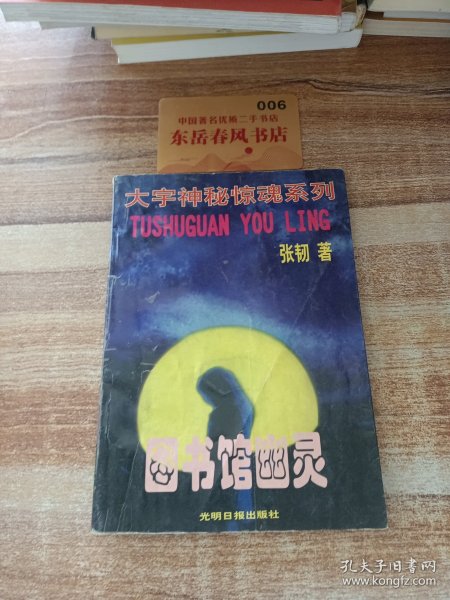 006
中国著名优质二手书店
东岳春风书店
大宇神秘惊魂系列
TUSHUGUAN YOU LING
张韧 著
图书馆幽灵
光明日报出版社
孔夫子旧书网
www.kongfz.com